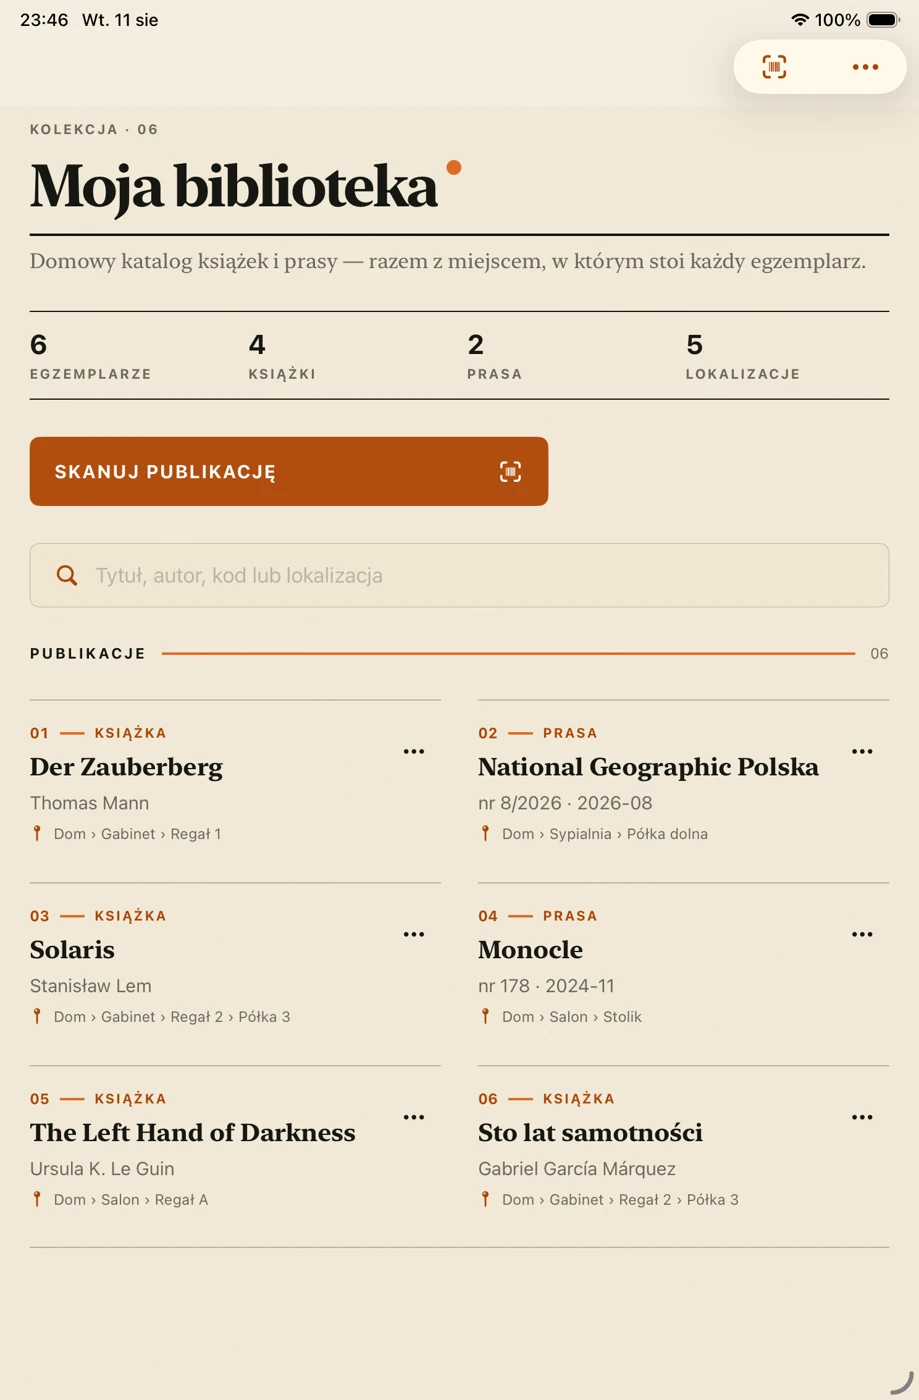 23:46 Wt. 11 sie
100%
KOLEKCJA · 06
Moja biblioteka
Domowy katalog książek i prasy — razem z miejscem, w którym stoi każdy egzemplarz.
6 4 2 5
EGZEMPLARZE KSIĄŻKI PRASA LOKALIZACJE
SKANUJ PUBLIKACJĘ
Tytuł, autor, kod lub lokalizacja
PUBLIKACJE 06
01 — KSIĄŻKA
Der Zauberberg
Thomas Mann
Dom › Gabinet › Regał 1
02 — PRASA
National Geographic Polska
nr 8/2026 · 2026-08
Dom › Sypialnia › Półka dolna
03 — KSIĄŻKA
Solaris
Stanisław Lem
Dom › Gabinet › Regał 2 › Półka 3
04 — PRASA
Monocle
nr 178 · 2024-11
Dom › Salon › Stolik
05 — KSIĄŻKA
The Left Hand of Darkness
Ursula K. Le Guin
Dom › Salon › Regał A
06 — KSIĄŻKA
Sto lat samotności
Gabriel García Márquez
Dom › Gabinet › Regał 2 › Półka 3